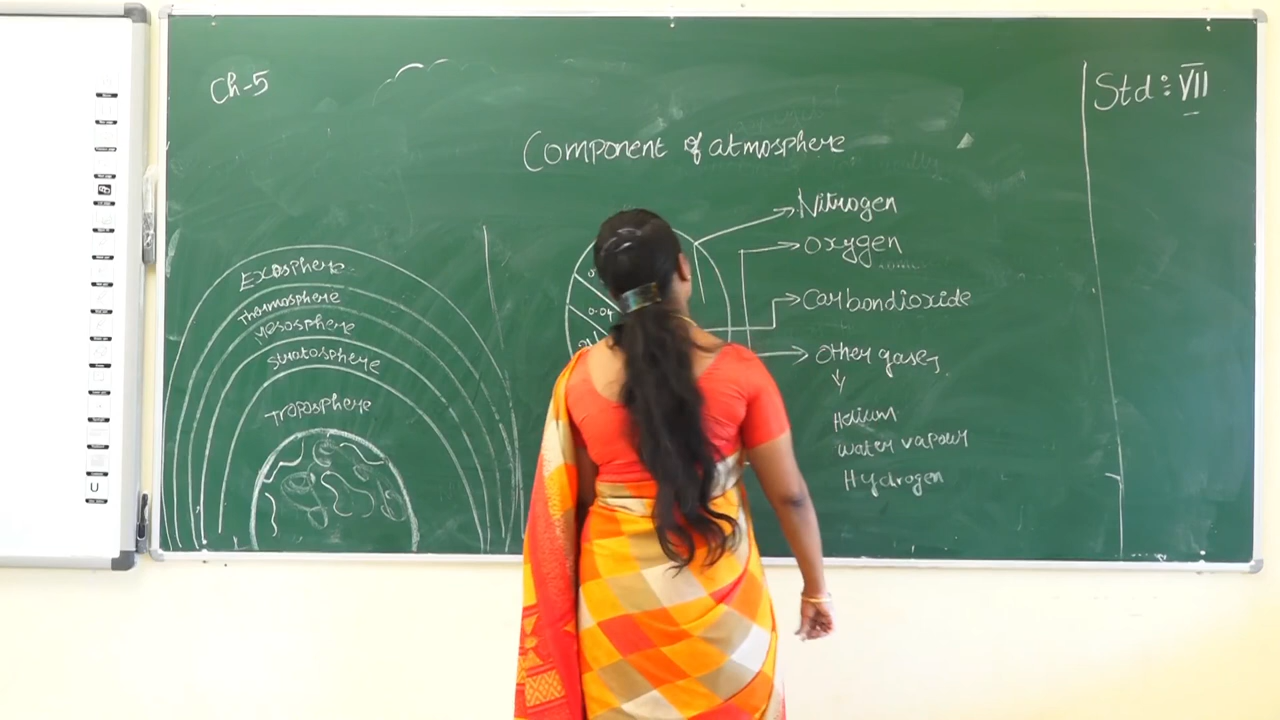 Ch-5
Std : VII
Component of atmosphere
Exosphere
Thermosphere
Mesosphere
Stratosphere
Troposphere
0.04
Nitrogen
Oxygen
Carbondioxide
Other gases
Helium
water vapour
Hydrogen
U